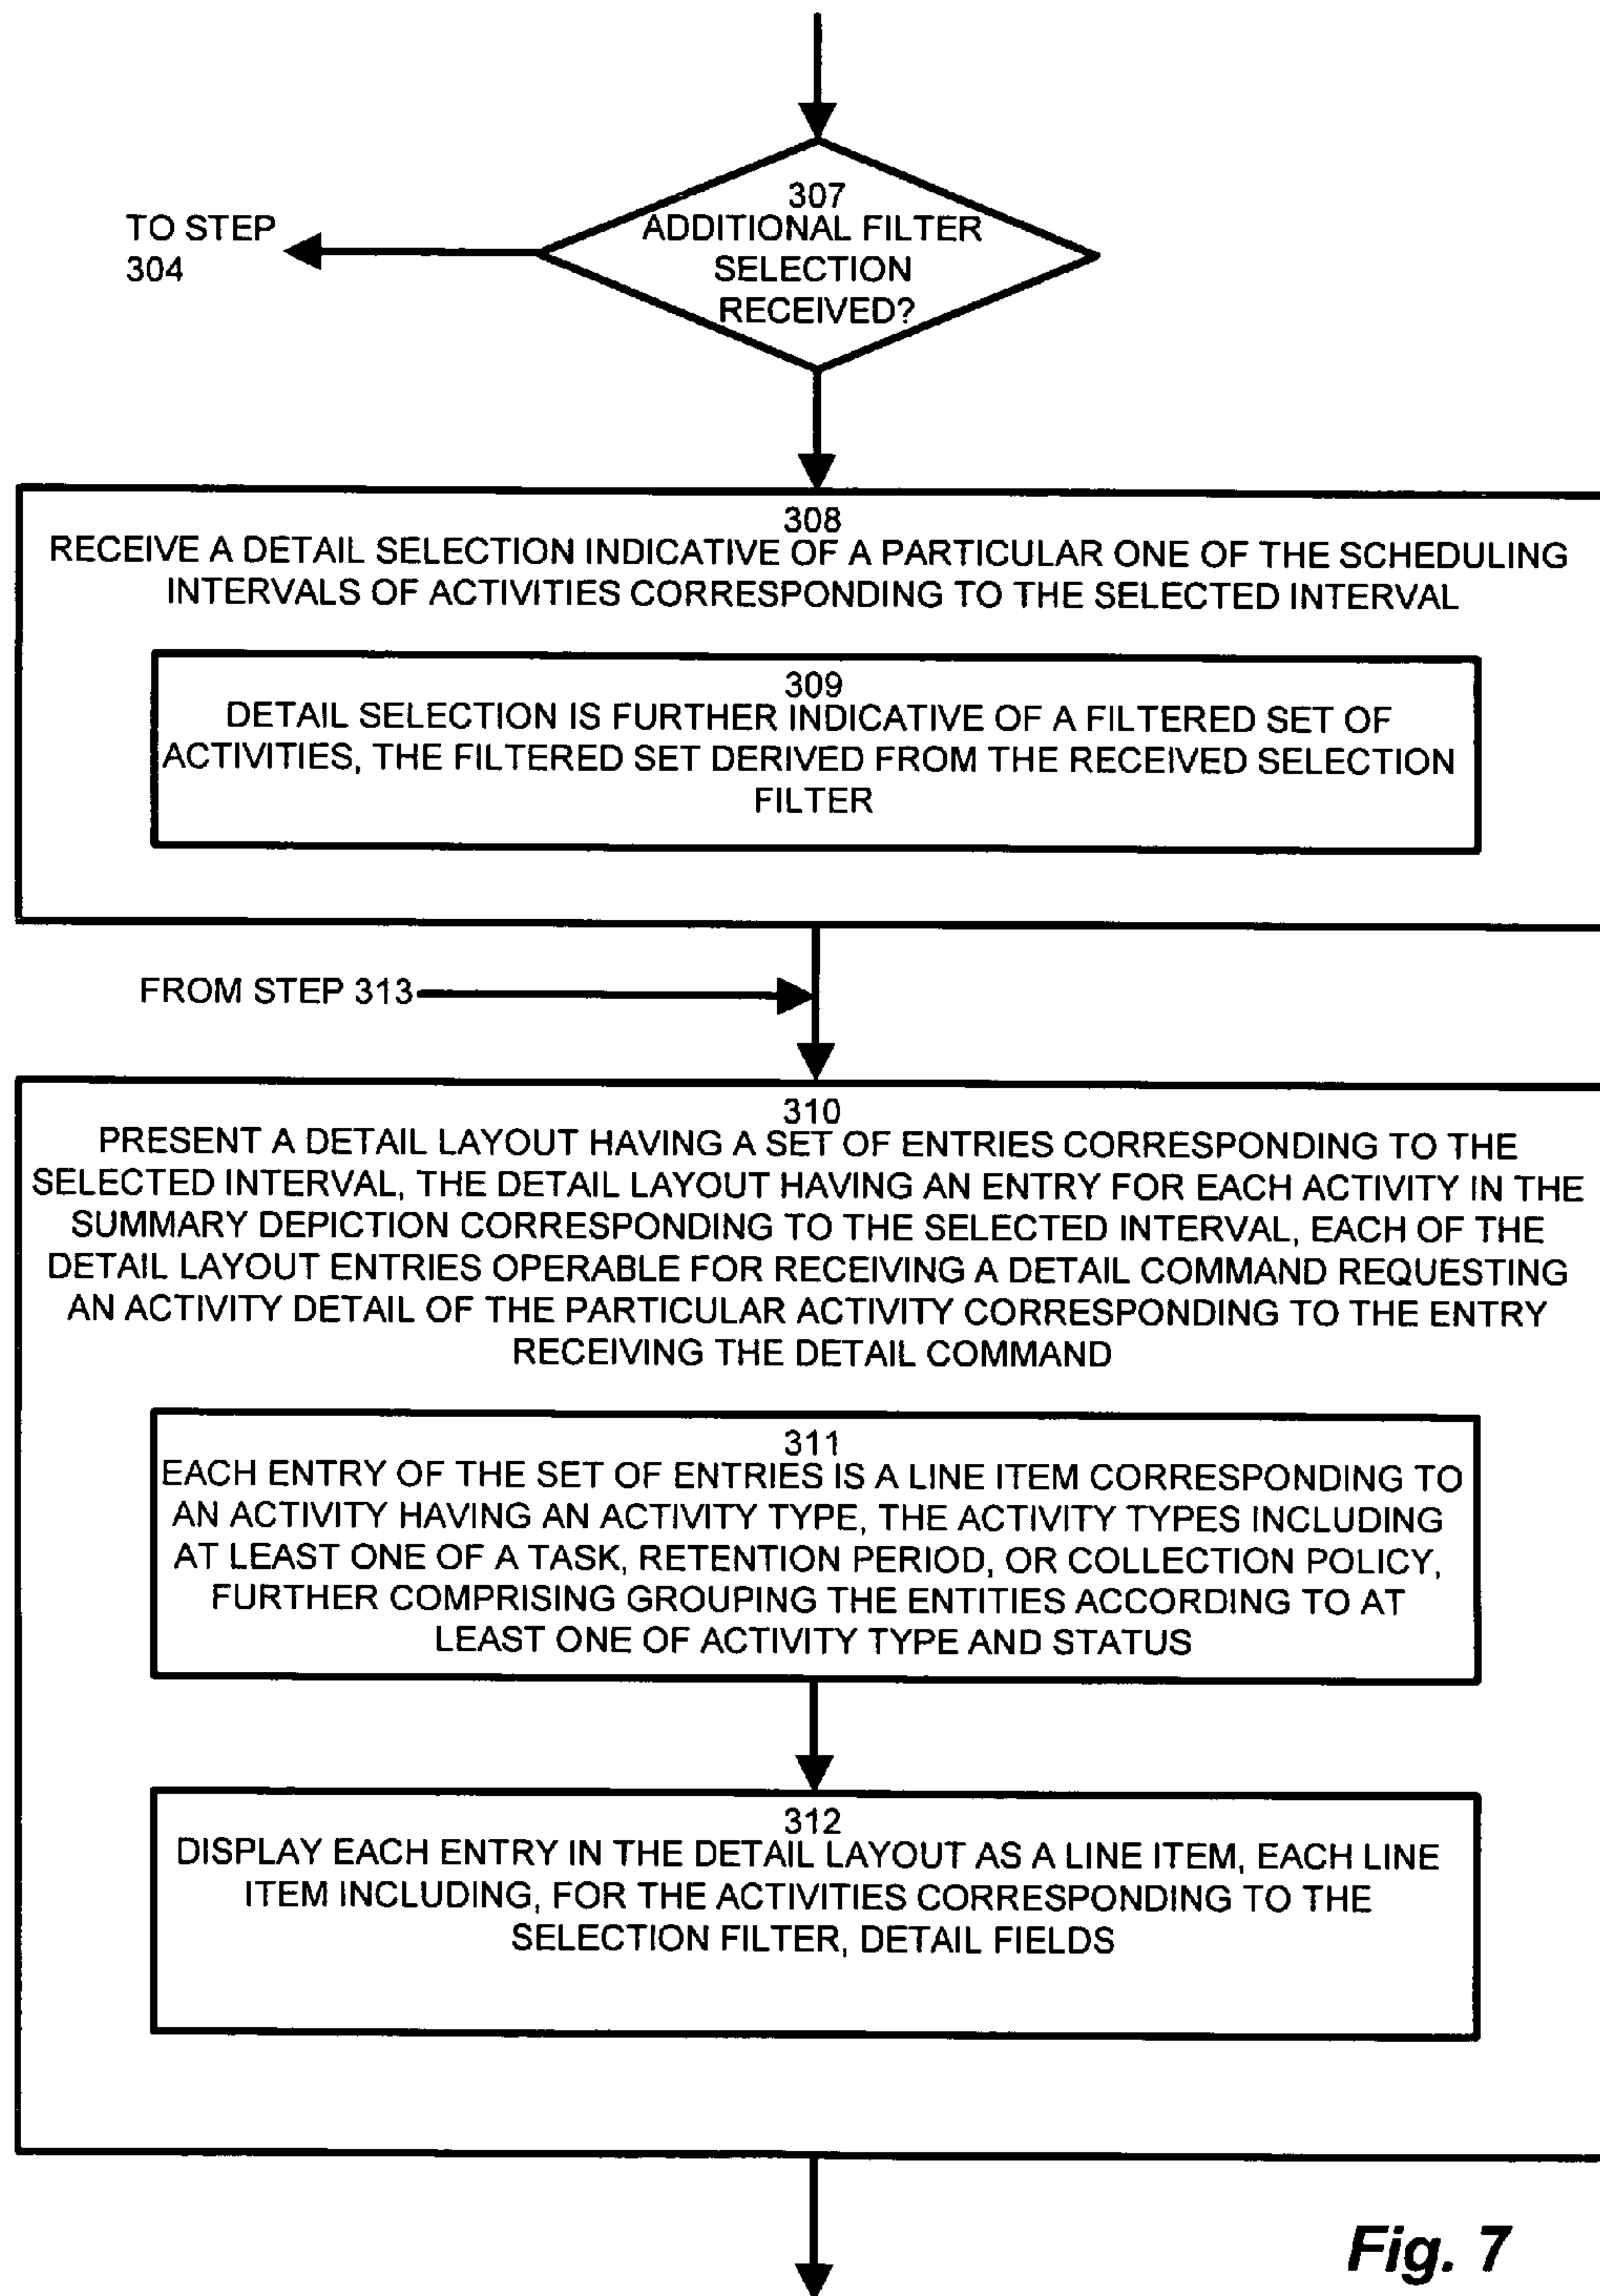 307
ADDITIONAL FILTER
SELECTION
RECEIVED?
TO STEP
304
308
RECEIVE A DETAIL SELECTION INDICATIVE OF A PARTICULAR ONE OF THE SCHEDULING
INTERVALS OF ACTIVITIES CORRESPONDING TO THE SELECTED INTERVAL
309
DETAIL SELECTION IS FURTHER INDICATIVE OF A FILTERED SET OF
ACTIVITIES, THE FILTERED SET DERIVED FROM THE RECEIVED SELECTION
FILTER
FROM STEP 313
310
PRESENT A DETAIL LAYOUT HAVING A SET OF ENTRIES CORRESPONDING TO THE
SELECTED INTERVAL, THE DETAIL LAYOUT HAVING AN ENTRY FOR EACH ACTIVITY IN THE
SUMMARY DEPICTION CORRESPONDING TO THE SELECTED INTERVAL, EACH OF THE
DETAIL LAYOUT ENTRIES OPERABLE FOR RECEIVING A DETAIL COMMAND REQUESTING
AN ACTIVITY DETAIL OF THE PARTICULAR ACTIVITY CORRESPONDING TO THE ENTRY
RECEIVING THE DETAIL COMMAND
311
EACH ENTRY OF THE SET OF ENTRIES IS A LINE ITEM CORRESPONDING TO
AN ACTIVITY HAVING AN ACTIVITY TYPE, THE ACTIVITY TYPES INCLUDING
AT LEAST ONE OF A TASK, RETENTION PERIOD, OR COLLECTION POLICY,
FURTHER COMPRISING GROUPING THE ENTITIES ACCORDING TO AT
LEAST ONE OF ACTIVITY TYPE AND STATUS
312
DISPLAY EACH ENTRY IN THE DETAIL LAYOUT AS A LINE ITEM, EACH LINE
ITEM INCLUDING, FOR THE ACTIVITIES CORRESPONDING TO THE
SELECTION FILTER, DETAIL FIELDS
Fig. 7